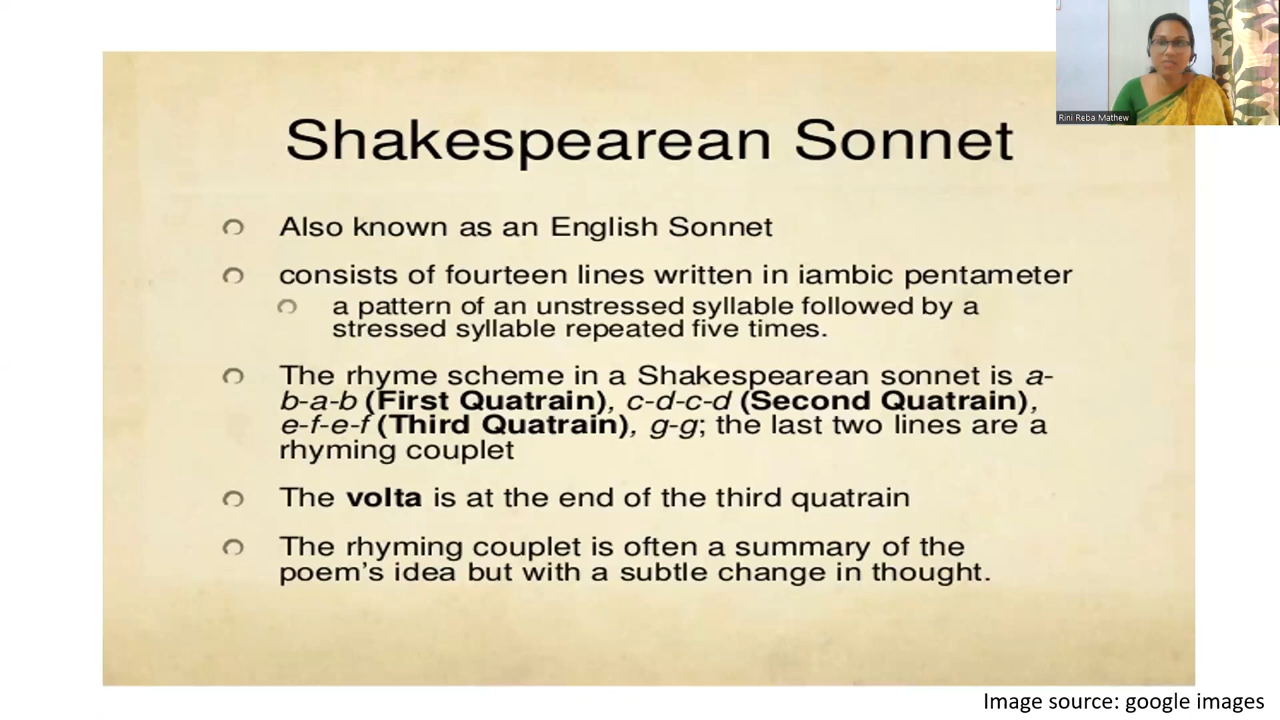 Rini Reba Mathew
Shakespearean Sonnet
Also known as an English Sonnet
consists of fourteen lines written in iambic pentameter
a pattern of an unstressed syllable followed by a
stressed syllable repeated five times.
The rhyme scheme in a Shakespearean sonnet is a-
b-a-b (First Quatrain), c-d-c-d (Second Quatrain),
e-f-e-f (Third Quatrain), g-g; the last two lines are a
rhyming couplet
The volta is at the end of the third quatrain
The rhyming couplet is often a summary of the
poem's idea but with a subtle change in thought.
Image source: google images